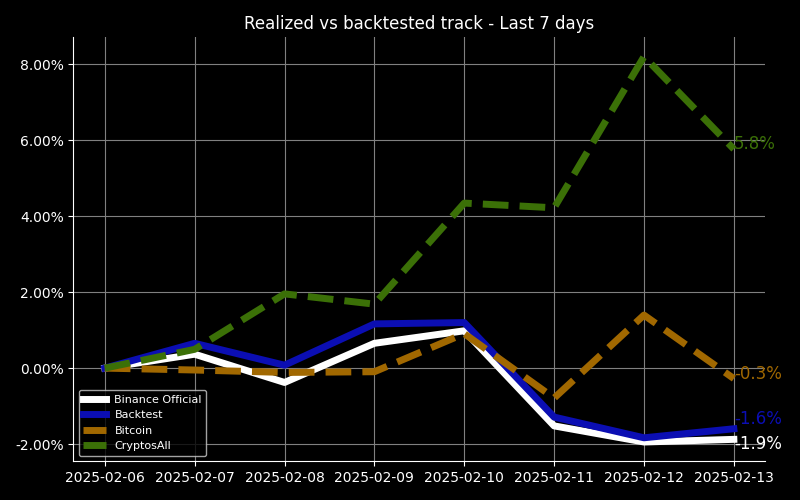 Realized vs backtested track - Last 7 days
8.00%
6.00%
4.00%
2.00%
0.00%
-2.00%
5.8%
-0.3%
-1.6%
-1.9%
Binance Official
Backtest
Bitcoin
CryptosAll
2025-02-06 2025-02-07 2025-02-08 2025-02-09 2025-02-10 2025-02-11 2025-02-12 2025-02-13